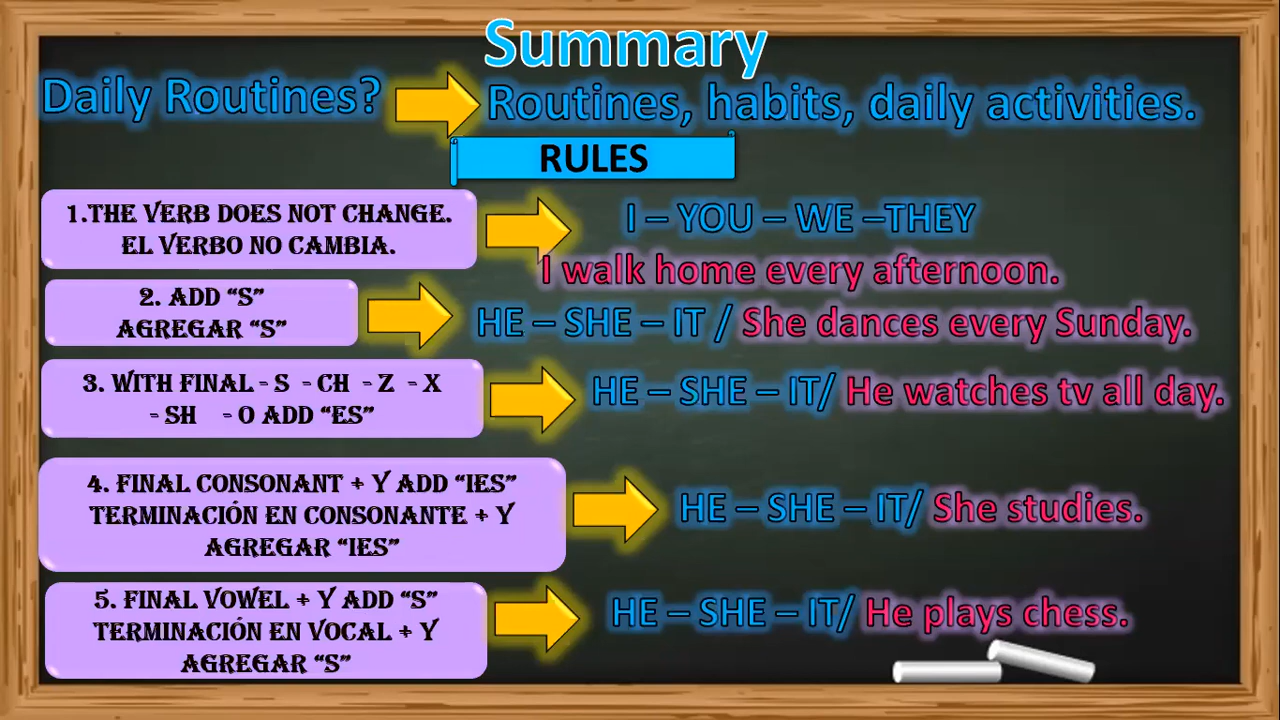 Summary
Daily Routines? Routines, habits, daily activities.
RULES
1.THE VERB DOES NOT CHANGE.
EL VERBO NO CAMBIA.
I – YOU – WE –THEY
I walk home every afternoon.
2. ADD “S”
AGREGAR “S”
HE – SHE – IT / She dances every Sunday.
3. WITH FINAL - S - CH - Z - X
- SH - O ADD “ES”
HE – SHE – IT/ He watches tv all day.
4. FINAL CONSONANT + Y ADD “IES”
TERMINACIÓN EN CONSONANTE + Y
AGREGAR “IES”
HE – SHE – IT/ She studies.
5. FINAL VOWEL + Y ADD “S”
TERMINACIÓN EN VOCAL + Y
AGREGAR “S”
HE – SHE – IT/ He plays chess.